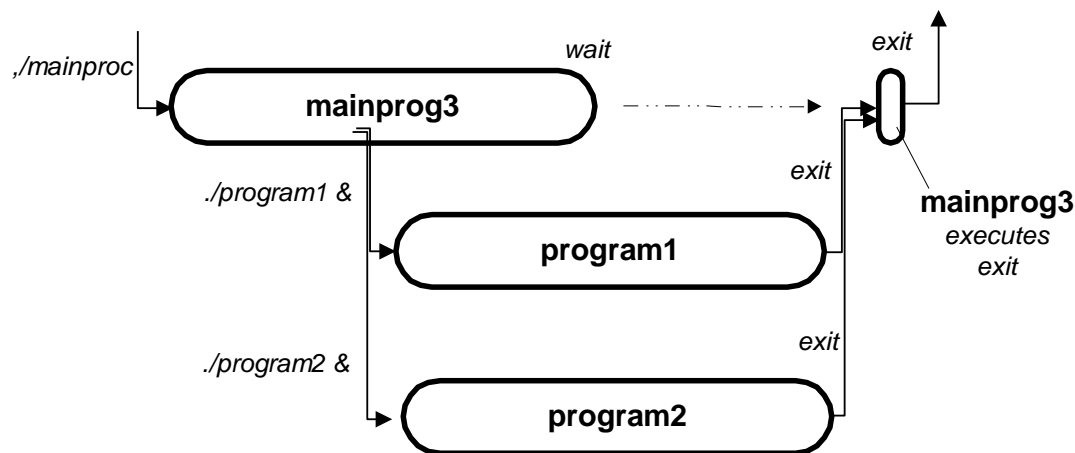 exit
wait
,/mainproc
mainprog3
./program1 &
exit
mainprog3
executes
exit
program1
./program2 &
exit
program2